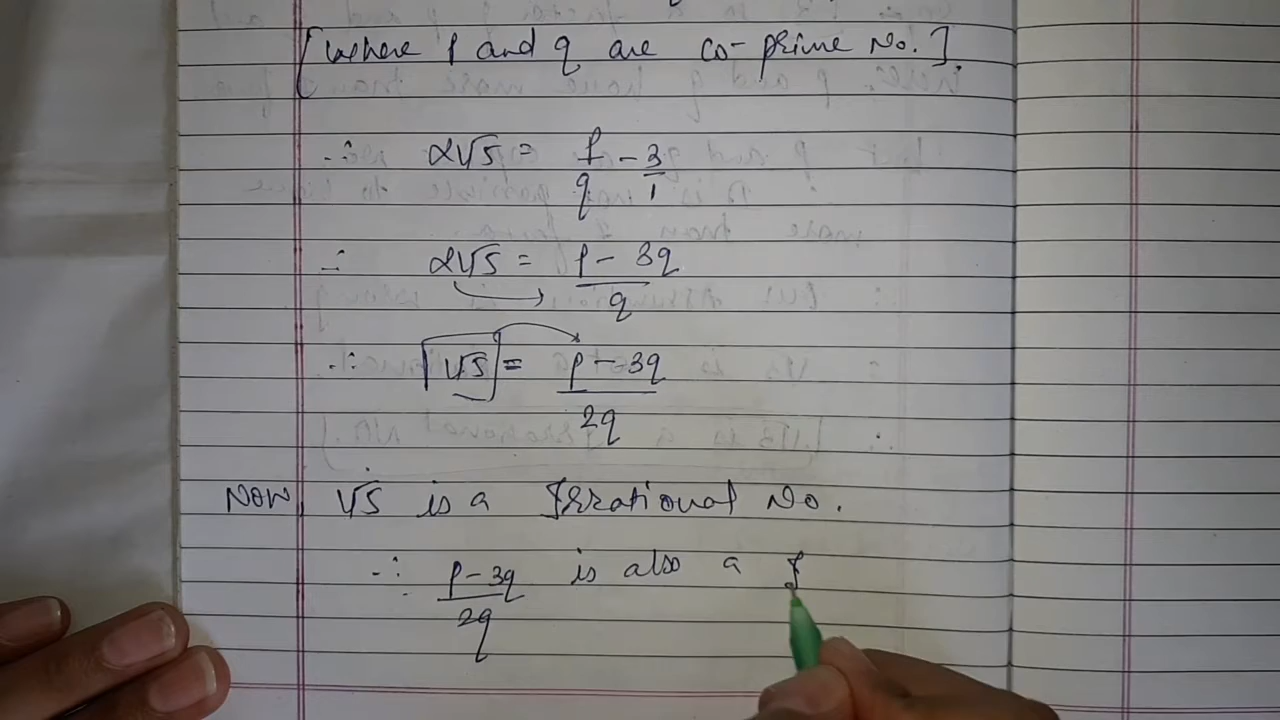 [Where p and q are co-prime No.].
∴ 2√5 = p/q - 3/1
∴ 2√5 = p - 3q/q
∴ √5 = p - 3q/2q
Now, √5 is a Irrational No.
∴ p - 3q/2q is also a I